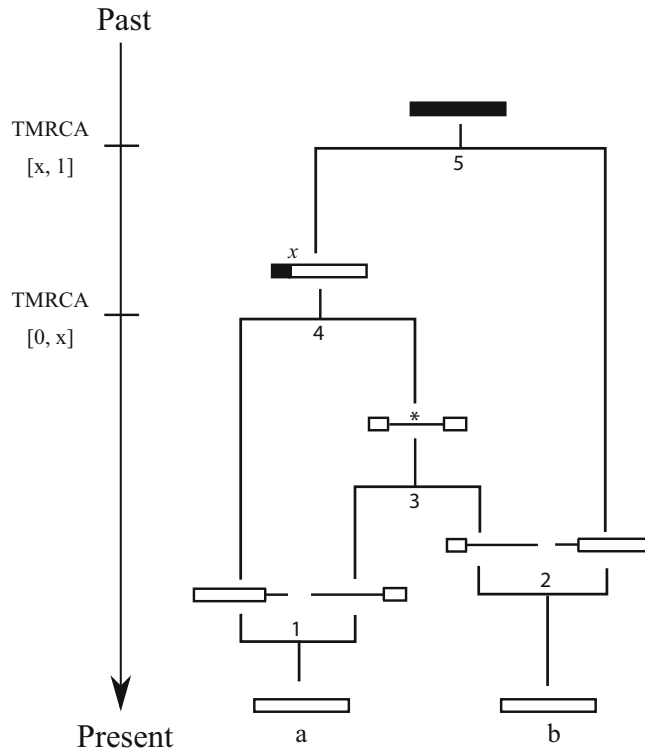 Past
TMRCA
[x, 1]
5
x
TMRCA
[0, x]
4
*
3
2
1
a
b
Present